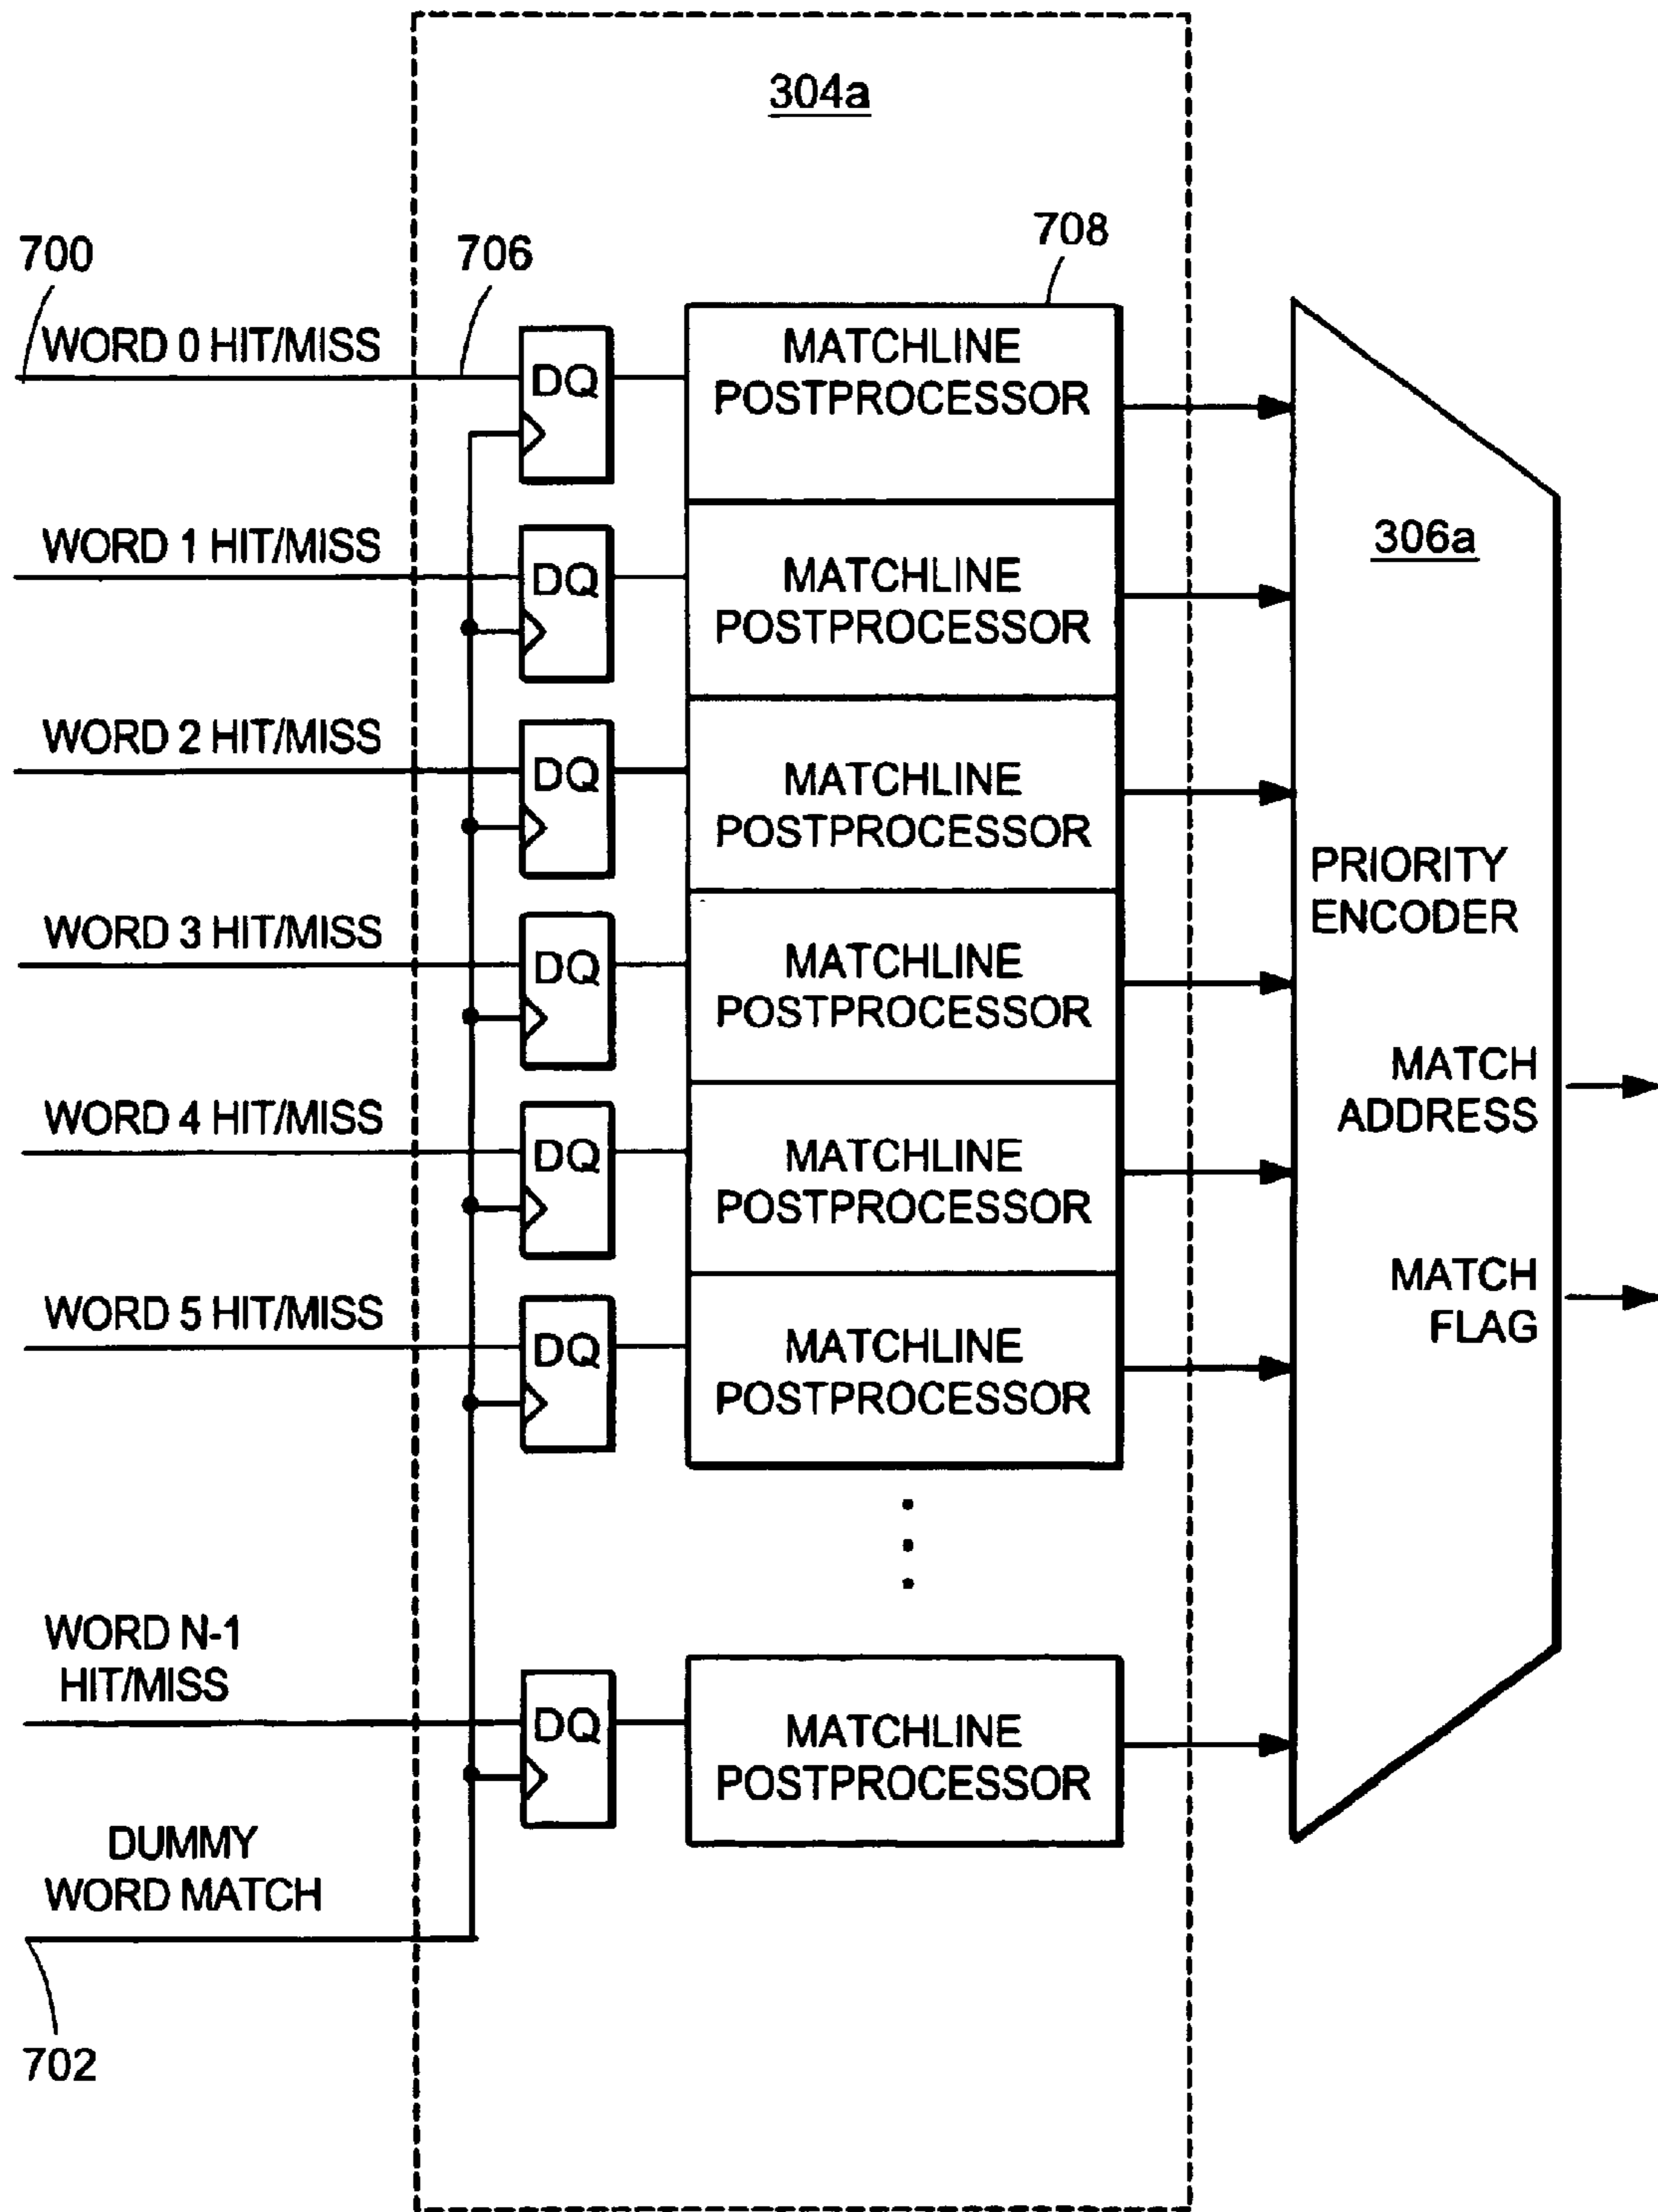 304a
700
706
708
WORD 0 HIT/MISS
DQ
MATCHLINE
POSTPROCESSOR
WORD 1 HIT/MISS
DQ
MATCHLINE
POSTPROCESSOR
306a
WORD 2 HIT/MISS
DQ
MATCHLINE
POSTPROCESSOR
PRIORITY
ENCODER
WORD 3 HIT/MISS
DQ
MATCHLINE
POSTPROCESSOR
MATCH
ADDRESS
WORD 4 HIT/MISS
DQ
MATCHLINE
POSTPROCESSOR
MATCH
FLAG
WORD 5 HIT/MISS
DQ
MATCHLINE
POSTPROCESSOR
WORD N-1
HIT/MISS
DQ
MATCHLINE
POSTPROCESSOR
DUMMY
WORD MATCH
702